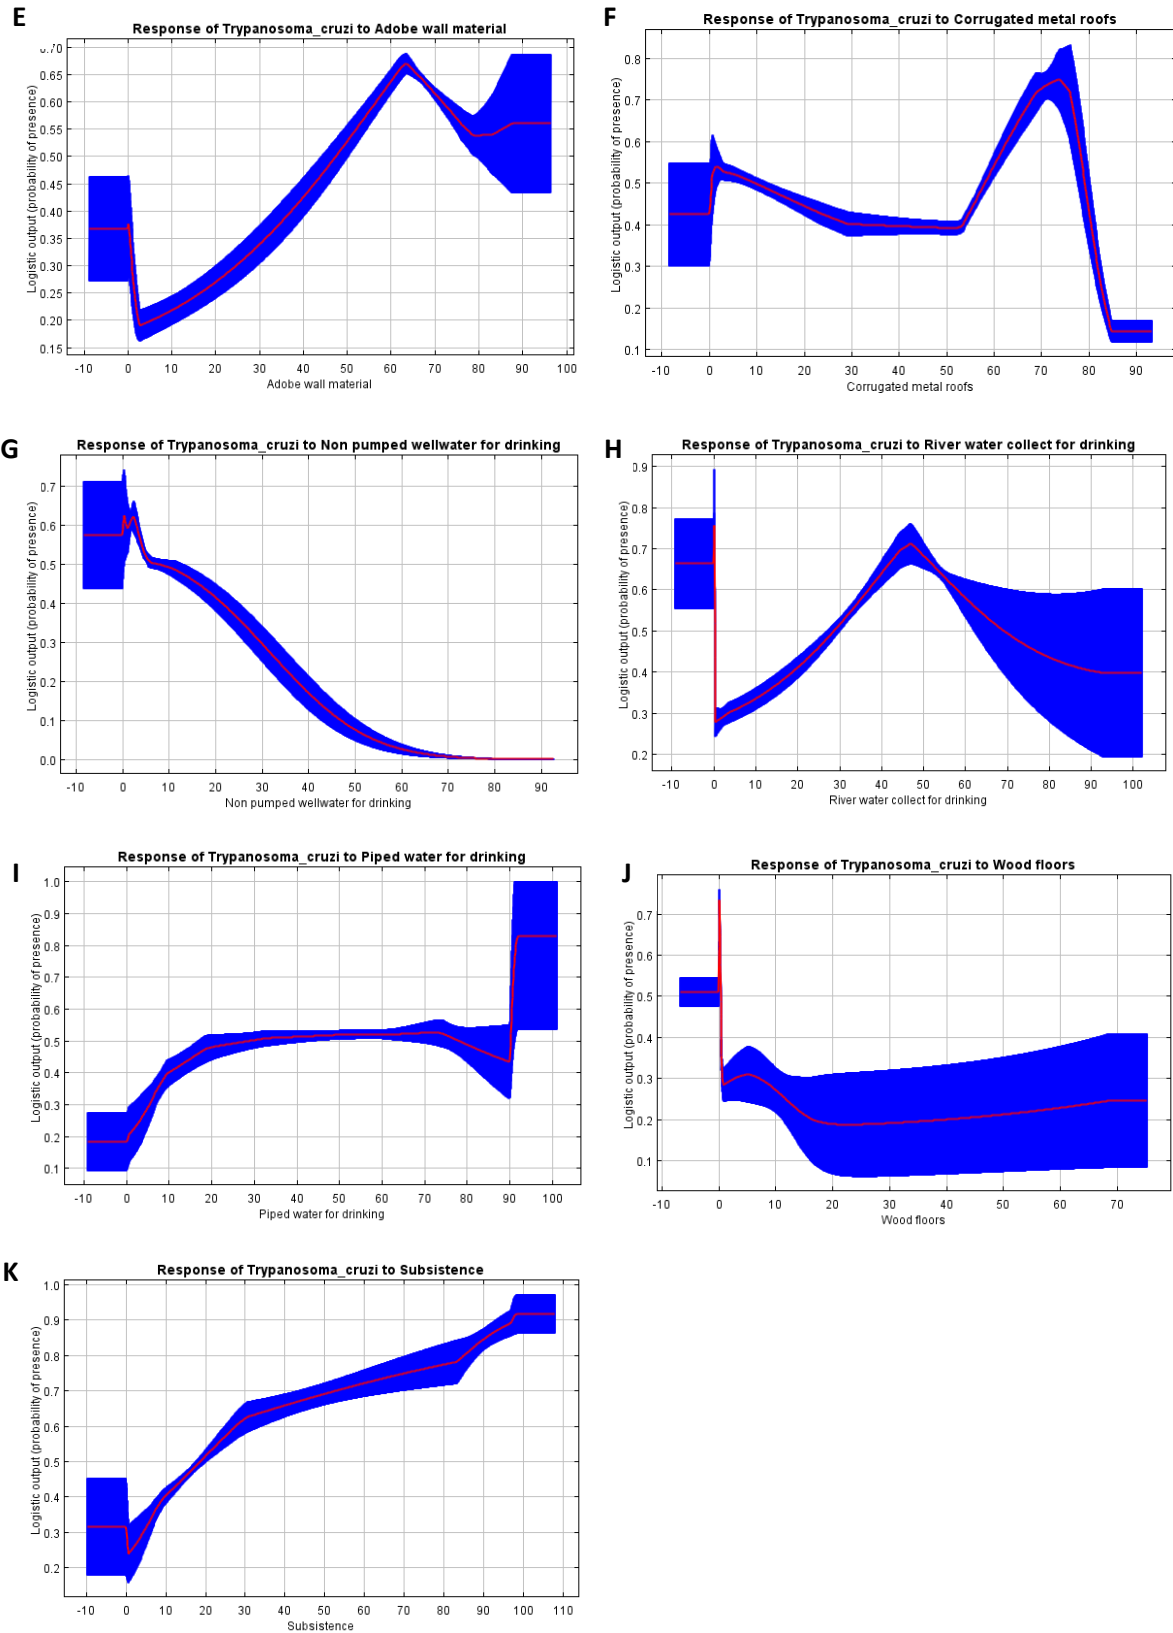 E
Response of Trypanosoma_cruzi to Adobe wall material
Logistic output (probability of presence)
0.65
0.60
0.55
0.50
0.45
0.40
0.35
0.30
0.25
0.20
0.15
-10 0 10 20 30 40 50 60 70 80 90 100
Adobe wall material
F
Response of Trypanosoma_cruzi to Corrugated metal roofs
Logistic output (probability of presence)
0.8
0.7
0.6
0.5
0.4
0.3
0.2
0.1
-10 0 10 20 30 40 50 60 70 80 90
Corrugated metal roofs
G
Response of Trypanosoma_cruzi to Non pumped wellwater for drinking
Logistic output (probability of presence)
0.7
0.6
0.5
0.4
0.3
0.2
0.1
0.0
-10 0 10 20 30 40 50 60 70 80 90
Non pumped wellwater for drinking
H
Response of Trypanosoma_cruzi to River water collect for drinking
Logistic output (probability of presence)
0.9
0.8
0.7
0.6
0.5
0.4
0.3
0.2
-10 0 10 20 30 40 50 60 70 80 90 100
River water collect for drinking
I
Response of Trypanosoma_cruzi to Piped water for drinking
Logistic output (probability of presence)
1.0
0.9
0.8
0.7
0.6
0.5
0.4
0.3
0.2
0.1
-10 0 10 20 30 40 50 60 70 80 90 100
Piped water for drinking
J
Response of Trypanosoma_cruzi to Wood floors
Logistic output (probability of presence)
0.7
0.6
0.5
0.4
0.3
0.2
0.1
-10 0 10 20 30 40 50 60 70
Wood floors
K
Response of Trypanosoma_cruzi to Subsistence
Logistic output (probability of presence)
1.0
0.9
0.8
0.7
0.6
0.5
0.4
0.3
0.2
-10 0 10 20 30 40 50 60 70 80 90 100 110
Subsistence